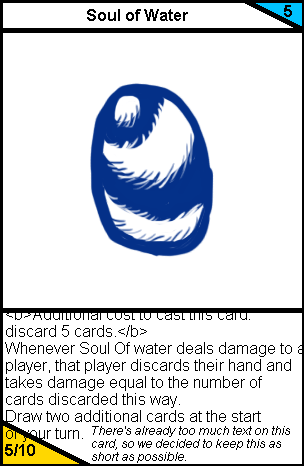 Soul of Water
5
<b>Additional cost to cast this card:
discard 5 cards.</b>
Whenever Soul Of water deals damage to a
player, that player discards their hand and
takes damage equal to the number of
cards discarded this way.
Draw two additional cards at the start
of your turn.
There's already too much text on this
card, so we decided to keep this as
short as possible.
5/10